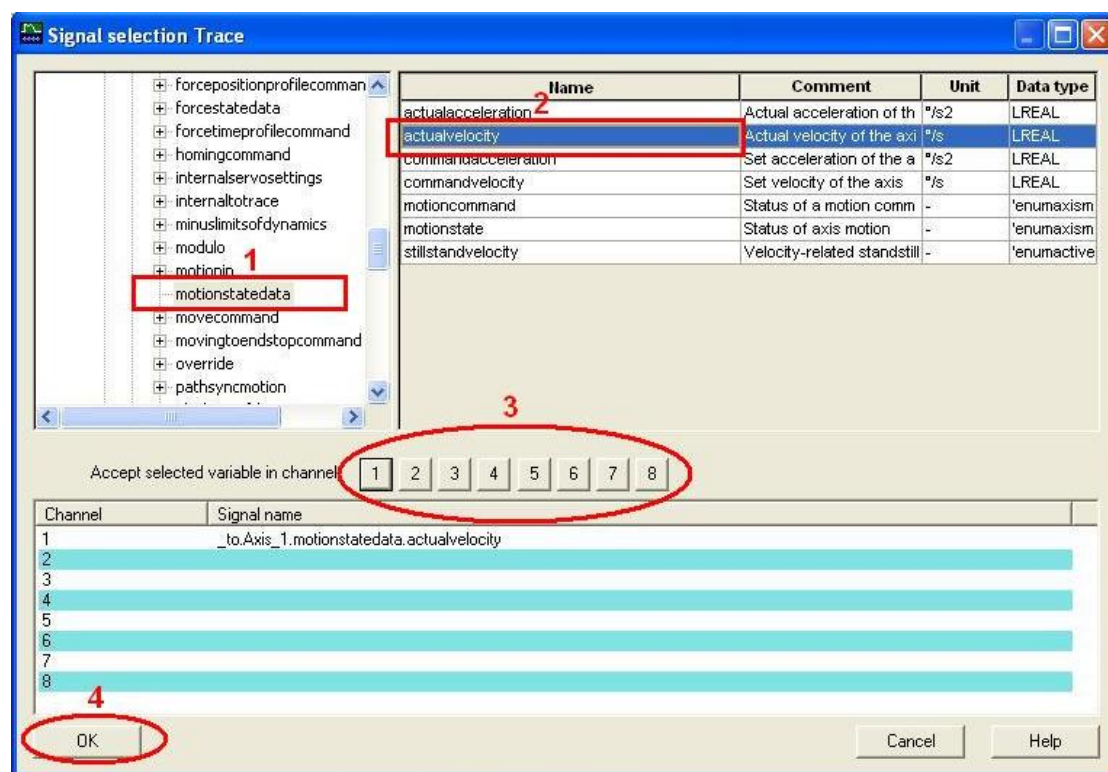 Signal selection Trace
forcepositionprofilecomman
forcestatedata
forcetimeprofilecommand
homingcommand
internalservosettings
internaltotrace
minuslimitsofdynamics
modulo
1
motionin
motionstatedata
movecommand
movingtoendstopcommand
override
pathsyncmotion
Name Comment Unit Data type
2
actualacceleration Actual acceleration of th °/s2 LREAL
actualvelocity Actual velocity of the axi °/s LREAL
commandacceleration Set acceleration of the a °/s2 LREAL
commandvelocity Set velocity of the axis °/s LREAL
motioncommand Status of a motion comm - 'enumaxism
motionstate Status of axis motion - 'enumaxism
stillstandvelocity Velocity-related standstill - 'enumactive
3
Accept selected variable in channel 1 2 3 4 5 6 7 8
Channel Signal name
1 _to.Axis_1.motionstatedata.actualvelocity
2
3
4
5
6
7
8
4
OK Cancel Help